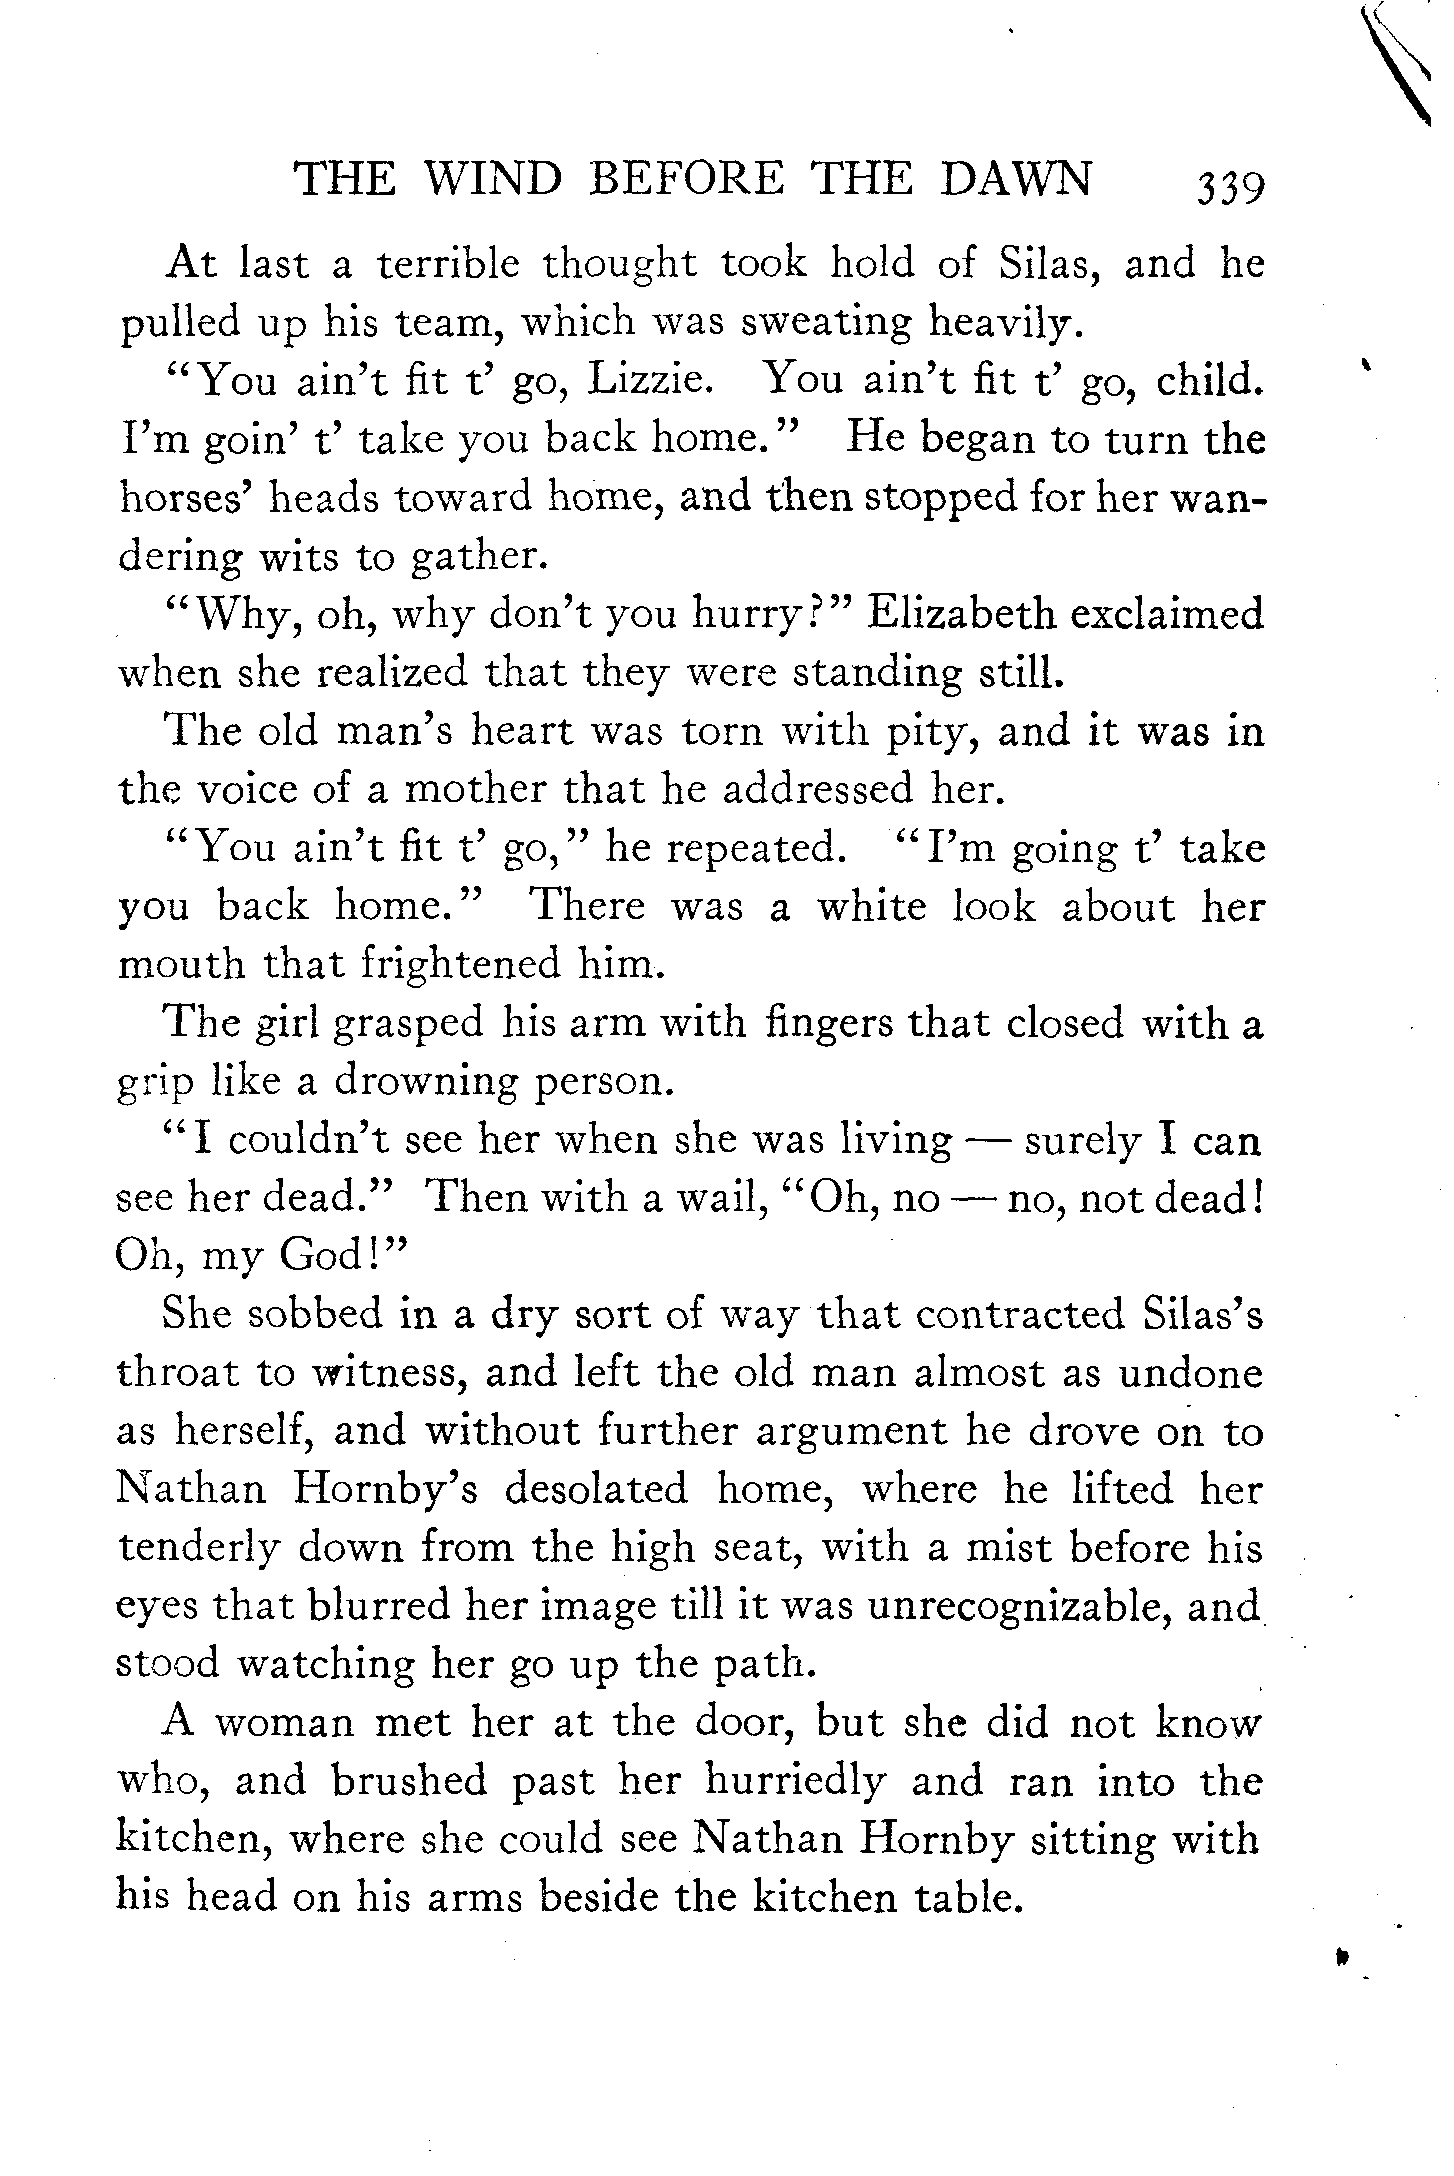 THE WIND BEFORE THE DAWN 339
At last a terrible thought took hold of Silas, and he
pulled up his team, which was sweating heavily.
“You ain’t fit t’ go, Lizzie. You ain’t fit t’ go, child.
I’m goin’ t’ take you back home.” He began to turn the
horses’ heads toward home, and then stopped for her wan-
dering wits to gather.
“Why, oh, why don’t you hurry?” Elizabeth exclaimed
when she realized that they were standing still.
The old man’s heart was torn with pity, and it was in
the voice of a mother that he addressed her.
“You ain’t fit t’ go,” he repeated. “I’m going t’ take
you back home.” There was a white look about her
mouth that frightened him.
The girl grasped his arm with fingers that closed with a
grip like a drowning person.
“I couldn’t see her when she was living — surely I can
see her dead.” Then with a wail, “Oh, no — no, not dead!
Oh, my God!”
She sobbed in a dry sort of way that contracted Silas’s
throat to witness, and left the old man almost as undone
as herself, and without further argument he drove on to
Nathan Hornby’s desolated home, where he lifted her
tenderly down from the high seat, with a mist before his
eyes that blurred her image till it was unrecognizable, and
stood watching her go up the path.
A woman met her at the door, but she did not know
who, and brushed past her hurriedly and ran into the
kitchen, where she could see Nathan Hornby sitting with
his head on his arms beside the kitchen table.